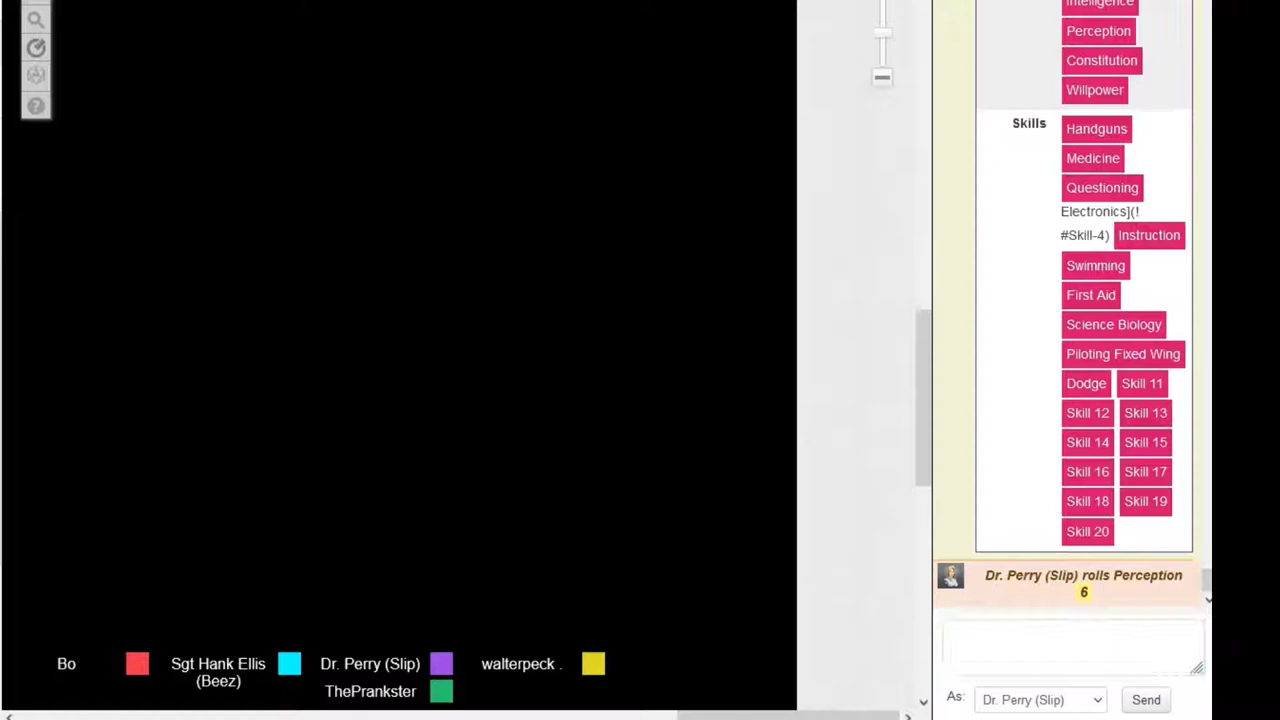 Intelligence
Perception
Constitution
Willpower
Skills
Handguns
Medicine
Questioning
Electronics](!
#Skill-4) Instruction
Swimming
First Aid
Science Biology
Piloting Fixed Wing
Dodge Skill 11
Skill 12 Skill 13
Skill 14 Skill 15
Skill 16 Skill 17
Skill 18 Skill 19
Skill 20
Dr. Perry (Slip) rolls Perception
6
As: Dr. Perry (Slip) Send
Bo Sgt Hank Ellis Dr. Perry (Slip) walterpeck .
(Beez)
ThePrankster